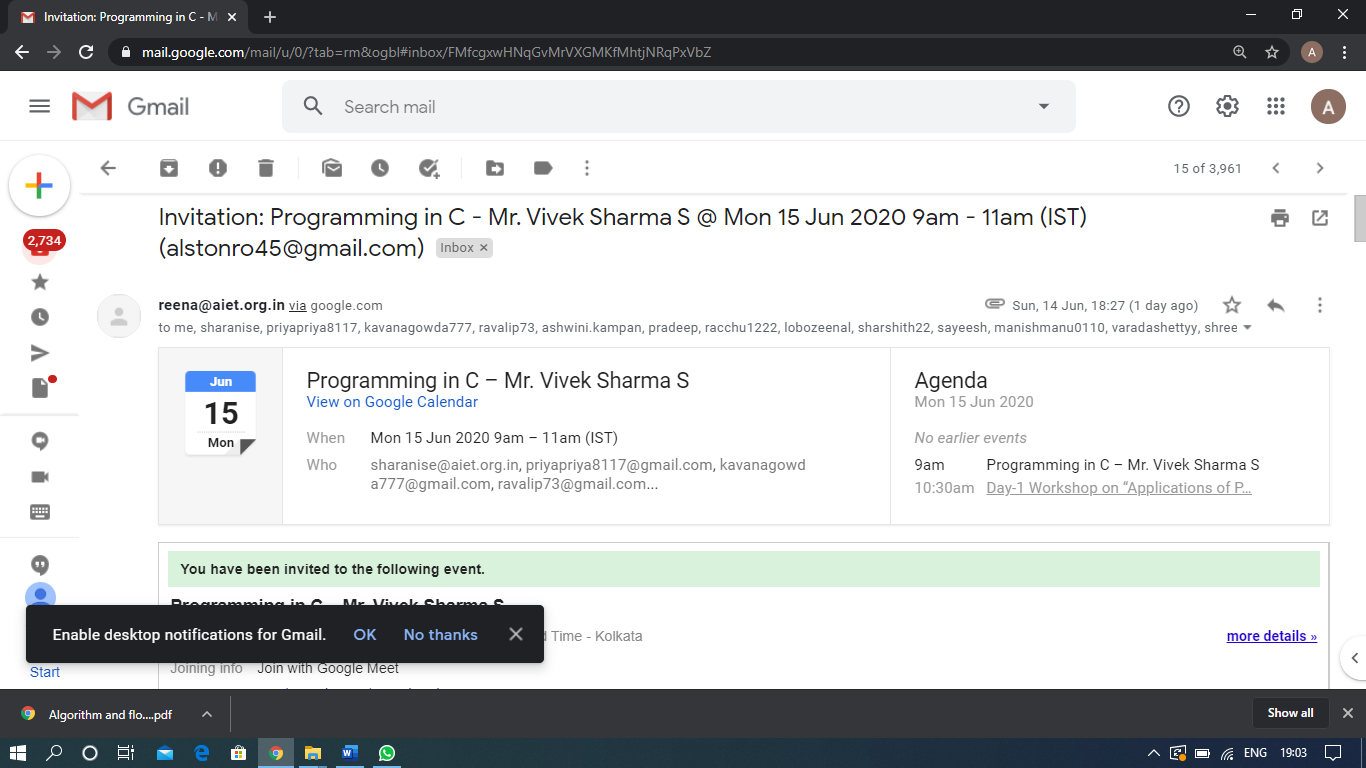 Invitation: Programming in C - M
mail.google.com/mail/u/0/?tab=rm&ogbl#inbox/FMfcgxwHNqGvMrVXGMKfMhtjNRqPxVbZ
A
Gmail
Search mail
A
15 of 3,961
2,734
Invitation: Programming in C - Mr. Vivek Sharma S @ Mon 15 Jun 2020 9am - 11am (IST)
(alstonro45@gmail.com) Inbox ×
reena@aiet.org.in via google.com
Sun, 14 Jun, 18:27 (1 day ago)
to me, sharanise, priyapriya8117, kavanagowda777, ravalip73, ashwini.kampan, pradeep, racchu1222, lobozeenal, sharshith22, sayeesh, manishmanu0110, varadashettyy, shree
Jun
15
Mon
Programming in C – Mr. Vivek Sharma S
View on Google Calendar
When Mon 15 Jun 2020 9am – 11am (IST)
Who sharanise@aiet.org.in, priyapriya8117@gmail.com, kavanagowd
a777@gmail.com, ravalip73@gmail.com...
Agenda
Mon 15 Jun 2020
No earlier events
9am Programming in C – Mr. Vivek Sharma S
10:30am Day-1 Workshop on “Applications of P...
You have been invited to the following event.
Programming in C – Mr. Vivek Sharma S
Time - Kolkata
more details »
Joining info Join with Google Meet
Enable desktop notifications for Gmail. OK No thanks
Start
Algorithm and flo....pdf
Show all
ENG 19:03